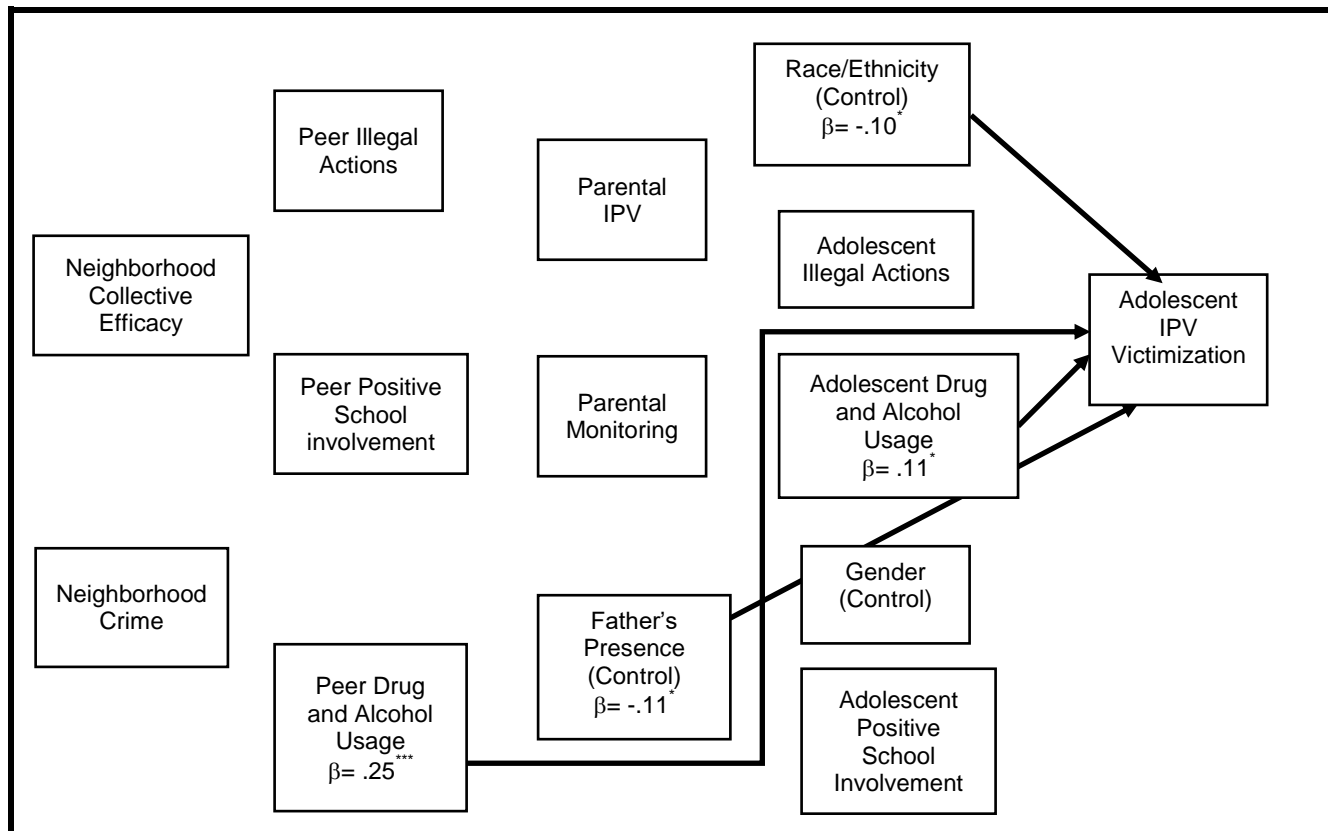 Race/Ethnicity
(Control)
β= -.10*
Peer Illegal
Actions
Parental
IPV
Adolescent
Illegal Actions
Neighborhood
Collective
Efficacy
Adolescent
IPV
Victimization
Peer Positive
School
involvement
Parental
Monitoring
Adolescent Drug
and Alcohol
Usage
β= .11*
Neighborhood
Crime
Gender
(Control)
Father’s
Presence
(Control)
β= -.11*
Peer Drug
and Alcohol
Usage
β= .25***
Adolescent
Positive
School
Involvement